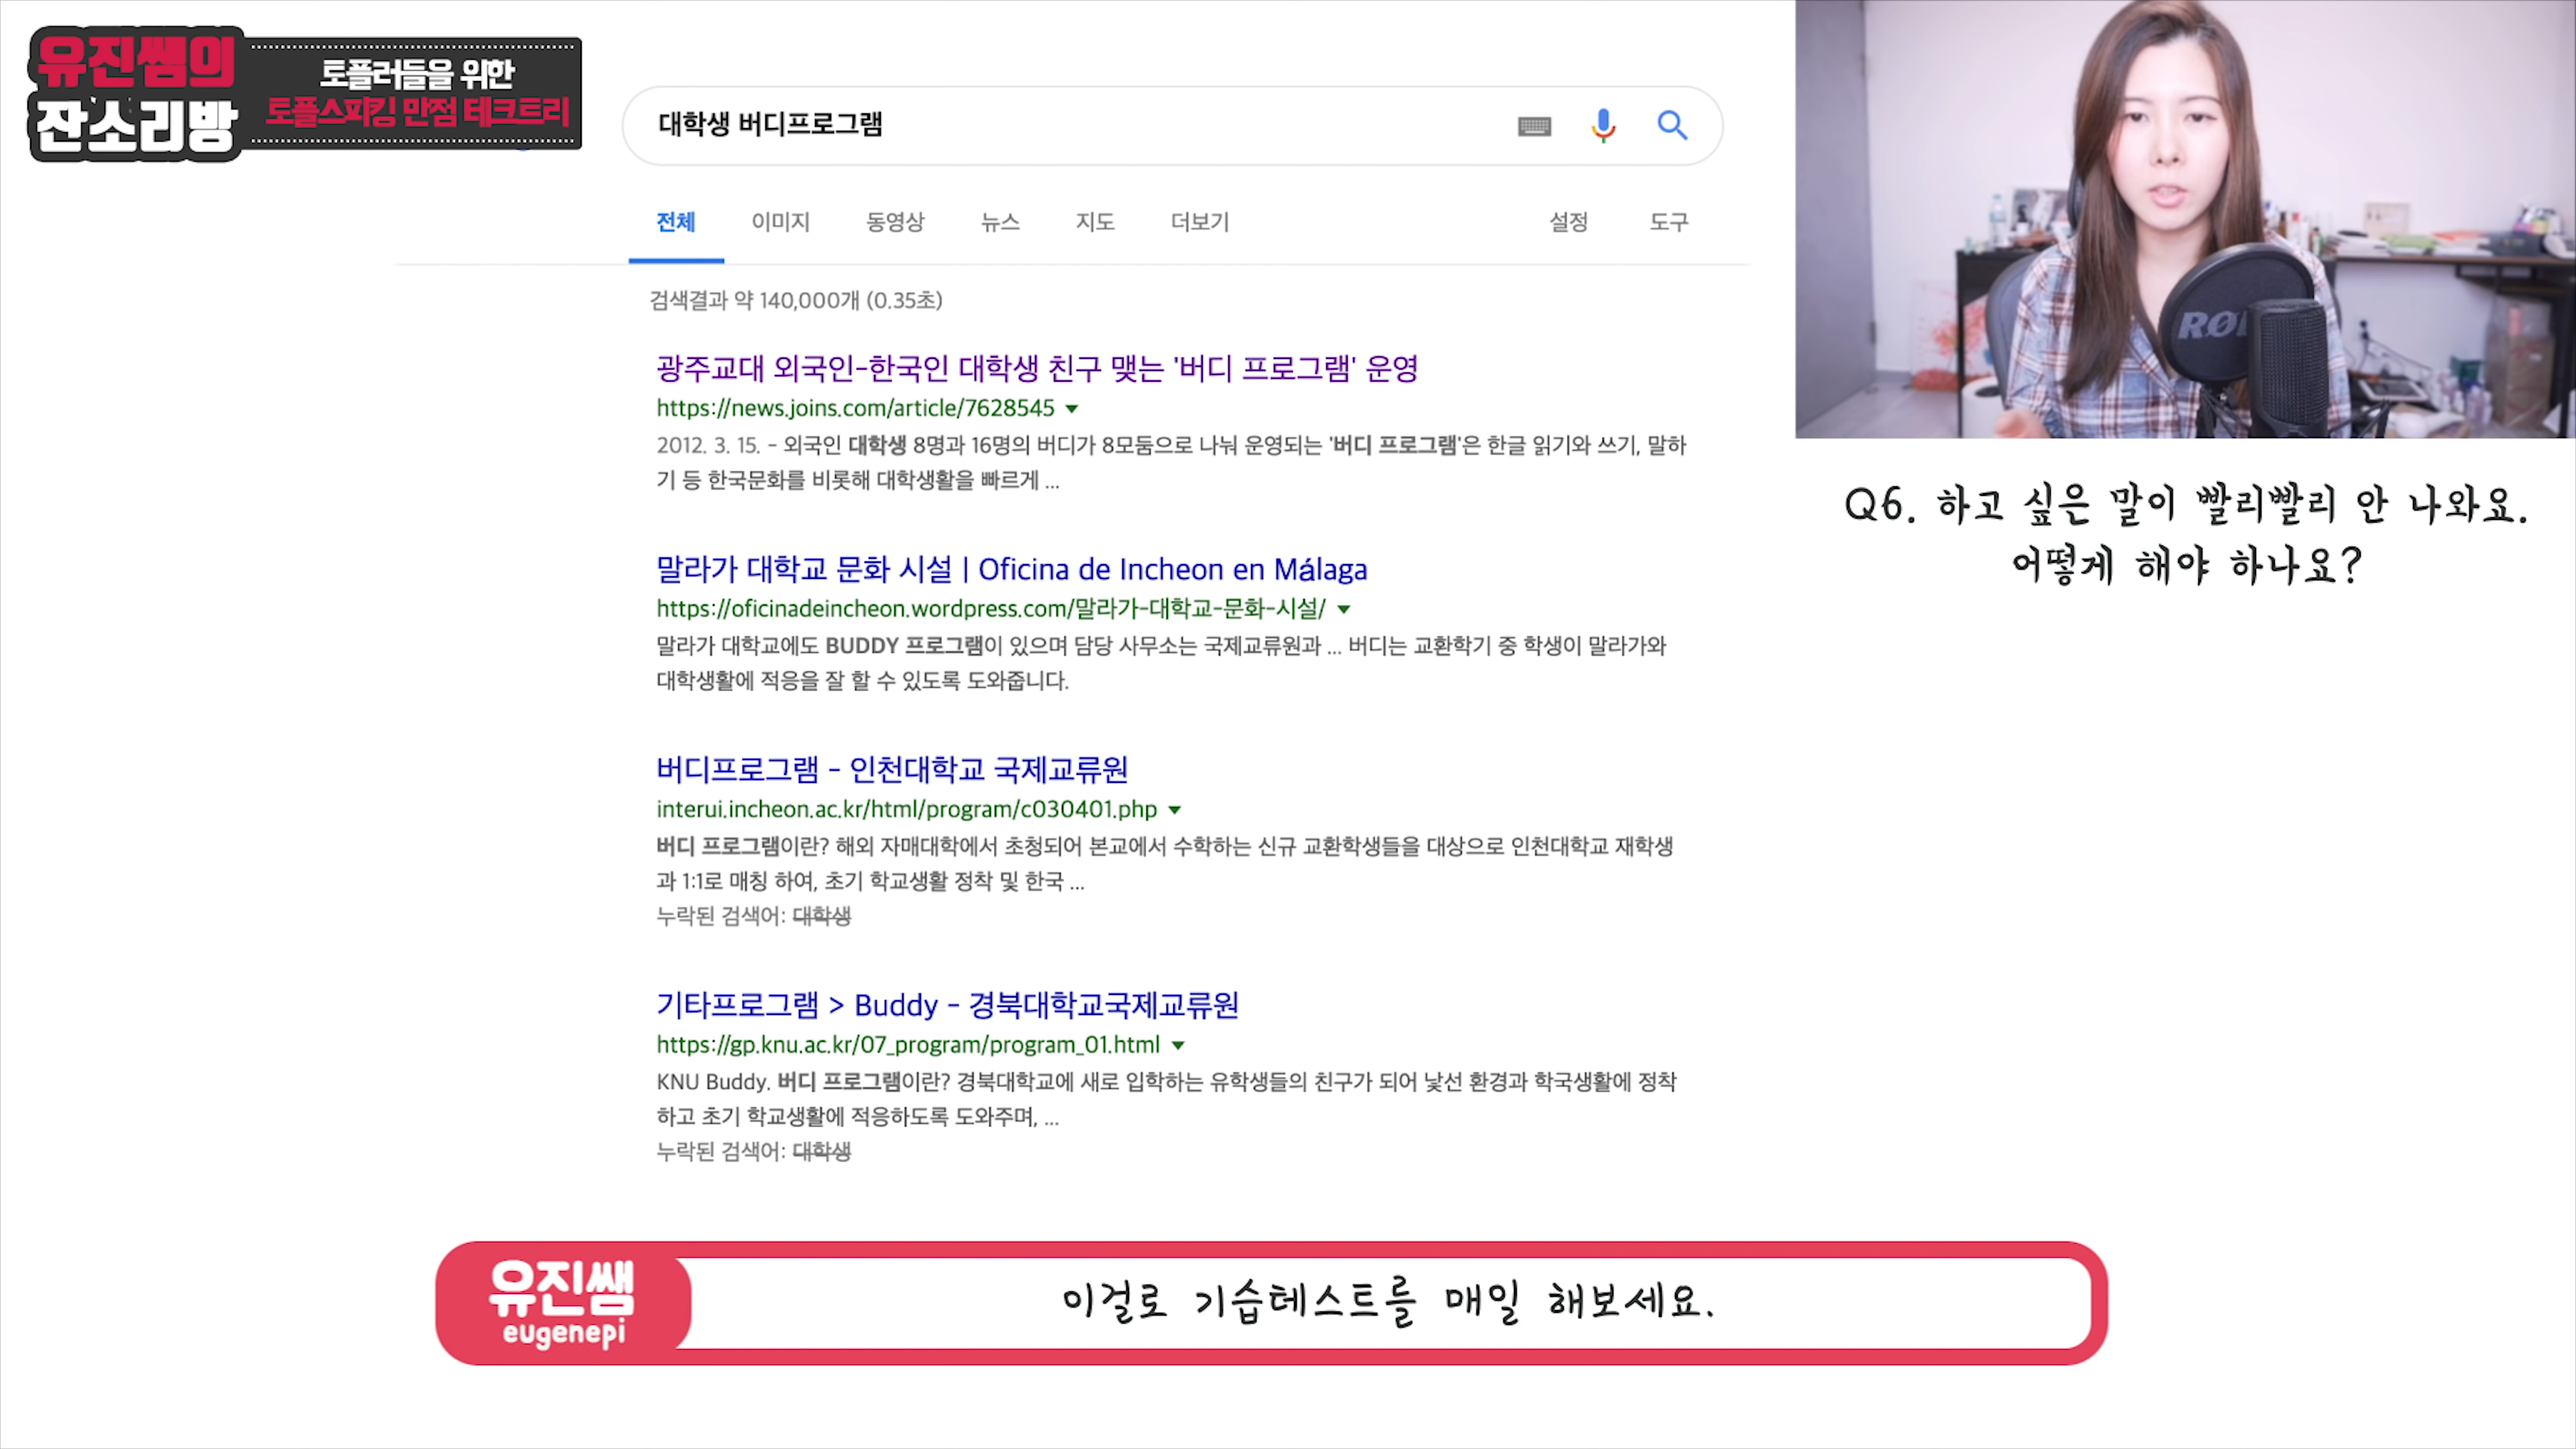 유진쌤의
잔소리방
토플러들을 위한
토플스피킹 만점 테크트리
대학생 버디프로그램
전체 이미지 동영상 뉴스 지도 더보기 설정 도구
검색결과 약 140,000개 (0.35초)
광주교대 외국인-한국인 대학생 친구 맺는 '버디 프로그램' 운영
https://news.joins.com/article/7628545
2012. 3. 15. - 외국인 대학생 8명과 16명의 버디가 8모둠으로 나눠 운영되는 '버디 프로그램'은 한글 읽기와 쓰기, 말하
기 등 한국문화를 비롯해 대학생활을 빠르게 ...
말라가 대학교 문화 시설 | Oficina de Incheon en Málaga
https://oficinadeincheon.wordpress.com/말라가-대학교-문화-시설/
말라가 대학교에도 BUDDY 프로그램이 있으며 담당 사무소는 국제교류원과 ... 버디는 교환학기 중 학생이 말라가와
대학생활에 적응을 잘 할 수 있도록 도와줍니다.
버디프로그램 - 인천대학교 국제교류원
interui.incheon.ac.kr/html/program/c030401.php
버디 프로그램이란? 해외 자매대학에서 초청되어 본교에서 수학하는 신규 교환학생들을 대상으로 인천대학교 재학생
과 1:1로 매칭 하여, 초기 학교생활 정착 및 한국 ...
누락된 검색어: 대학생
기타프로그램 > Buddy - 경북대학교국제교류원
https://gp.knu.ac.kr/07_program/program_01.html
KNU Buddy. 버디 프로그램이란? 경북대학교에 새로 입학하는 유학생들의 친구가 되어 낯선 환경과 학국생활에 정착
하고 초기 학교생활에 적응하도록 도와주며, ...
누락된 검색어: 대학생
Q6. 하고 싶은 말이 빨리빨리 안 나와요.
어떻게 해야 하나요?
유진쌤
eugenepi
이걸로 기습테스트를 매일 해보세요.